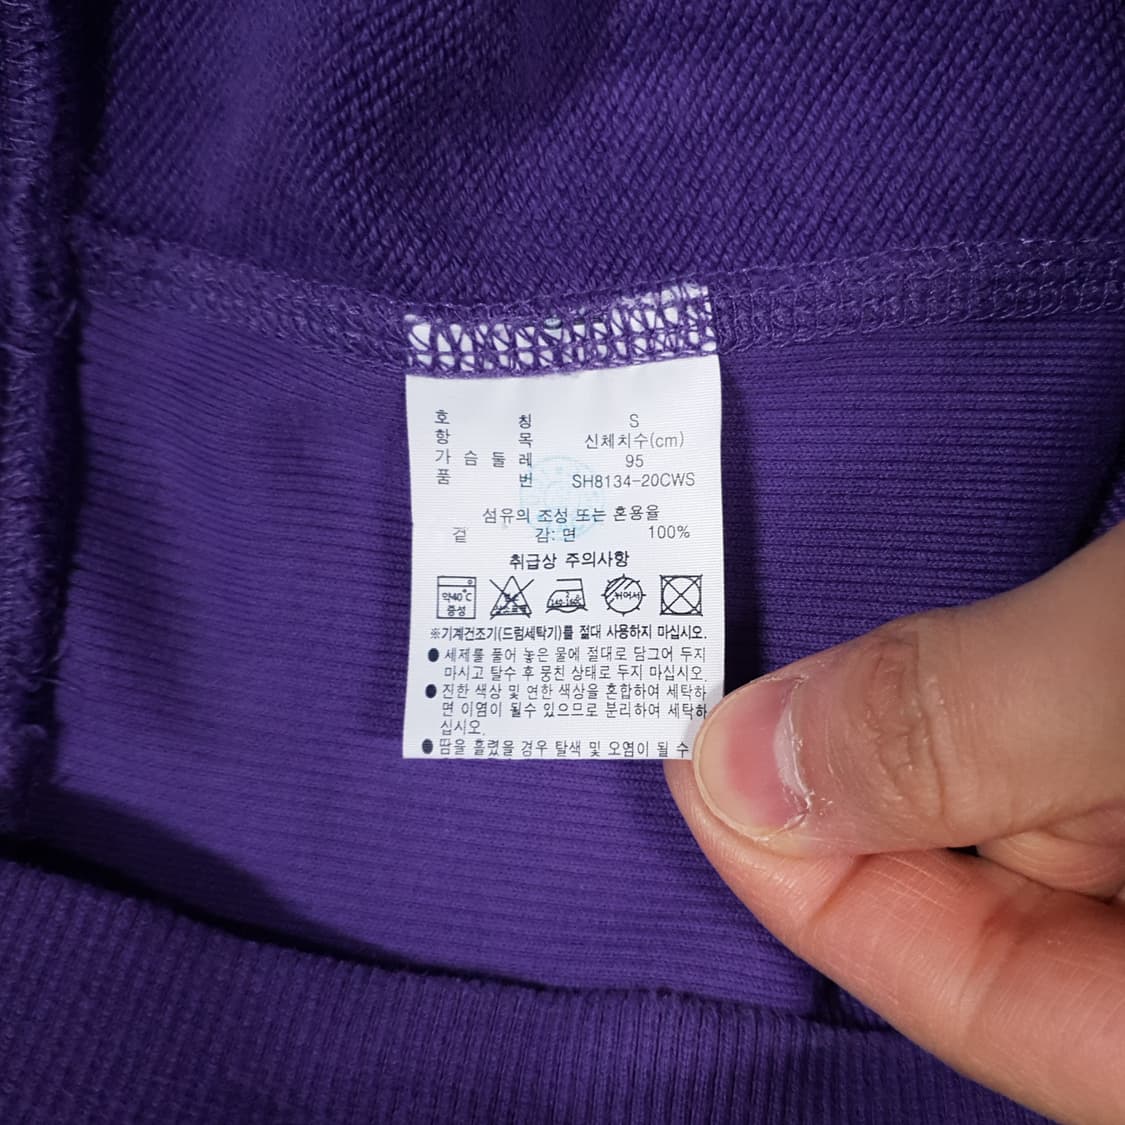 호 칭 S
항 목 신체치수(cm)
가 슴 둘 레 95
품 번 SH8134-20CWS
섬유의 조성 또는 혼용율
겉 감: 면 100%
취급상 주의사항
약40℃ 중성 140-160℃ 뉘어서
※기계건조기(드럼세탁기)를 절대 사용하지 마십시오.
● 세제를 풀어 놓은 물에 절대로 담그어 두지
마시고 탈수 후 뭉친 상태로 두지 마십시오.
● 진한 색상 및 연한 색상을 혼합하여 세탁하
면 이염이 될수 있으므로 분리하여 세탁하
십시오.
● 땀을 흘렸을 경우 탈색 및 오염이 될 수